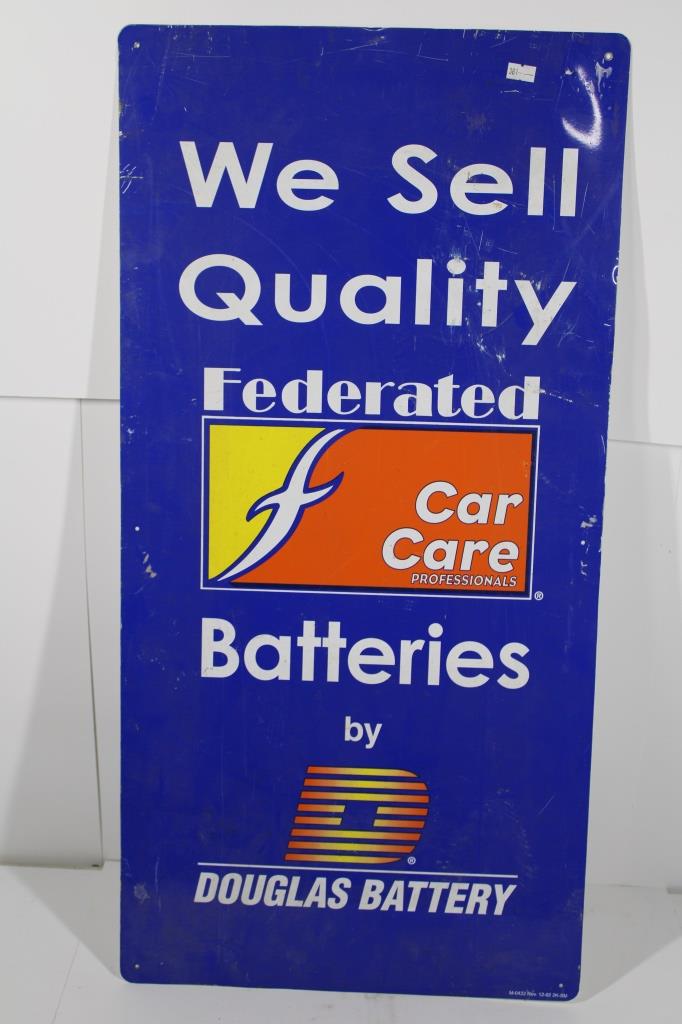 We Sell
Quality
Federated
f
Car
Care
PROFESSIONALS
®
Batteries
by
D
®
DOUGLAS BATTERY